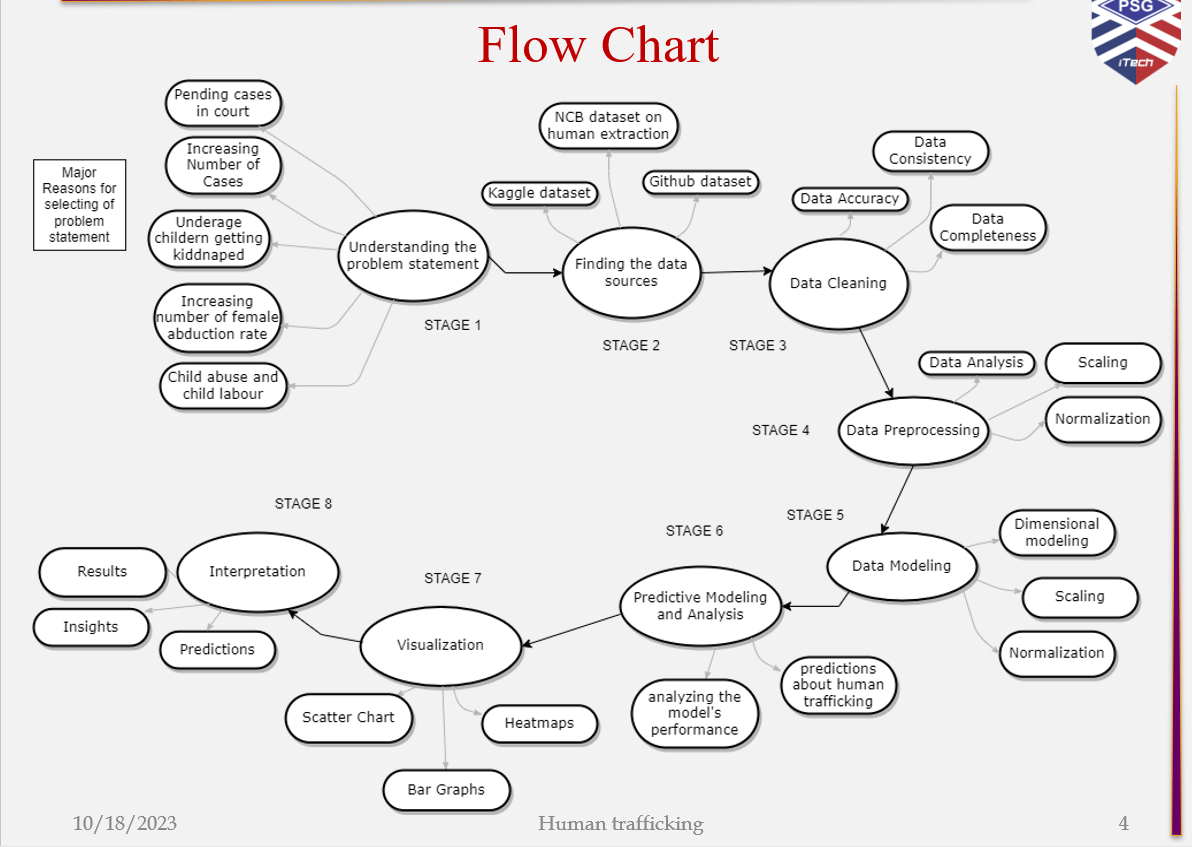 PSG
iTech
Flow Chart
Major
Reasons for
selecting of
problem
statement
Pending cases
in court
Increasing
Number of
Cases
Underage
childern getting
kiddnaped
Increasing
number of female
abduction rate
Child abuse and
child labour
Understanding the
problem statement
STAGE 1
NCB dataset on
human extraction
Kaggle dataset
Github dataset
Finding the data
sources
STAGE 2
Data
Consistency
Data Accuracy
Data
Completeness
Data Cleaning
STAGE 3
Data Analysis
Scaling
Normalization
Data Preprocessing
STAGE 4
STAGE 5
Data Modeling
Dimensional
modeling
Scaling
Normalization
STAGE 6
Predictive Modeling
and Analysis
analyzing the
model's
performance
predictions
about human
trafficking
STAGE 7
Visualization
Scatter Chart
Heatmaps
Bar Graphs
STAGE 8
Interpretation
Results
Insights
Predictions
10/18/2023
Human trafficking
4